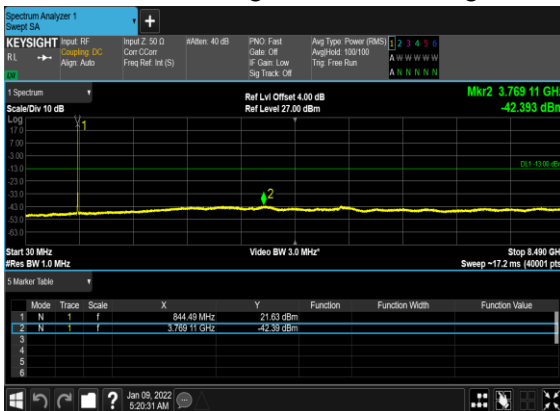 Spectrum Analyzer 1
Swept SA
KEYSIGHT Input: RF Input Z: 50 Ω #Atten: 40 dB PNO: Fast Avg Type: Power (RMS) 1 2 3 4 5 6
RL Coupling: DC Corr CCorr Gate: Off Avg|Hold: 100/100 A W W W W W
Align: Auto Freq Ref: Int (S) IF Gain: Low Trig: Free Run
LV Sig Track: Off A N N N N N
1 Spectrum Ref Lvl Offset 4.00 dB Mkr2 3.769 11 GHz
Scale/Div 10 dB Ref Level 27.00 dBm -42.393 dBm
Log
17.0
7.00
-3.00
-13.0
-23.0
-33.0
-43.0
-53.0
-63.0
1
DL1 -13.00 dBm
2
Start 30 MHz Video BW 3.0 MHz* Stop 8.490 GHz
#Res BW 1.0 MHz Sweep ~17.2 ms (40001 pts)
5 Marker Table
Mode Trace Scale X Y Function Function Width Function Value
1 N 1 f 844.49 MHz 21.63 dBm
2 N 1 f 3.769 11 GHz -42.39 dBm
3
4
5
6
? Jan 09, 2022
5:20:31 AM